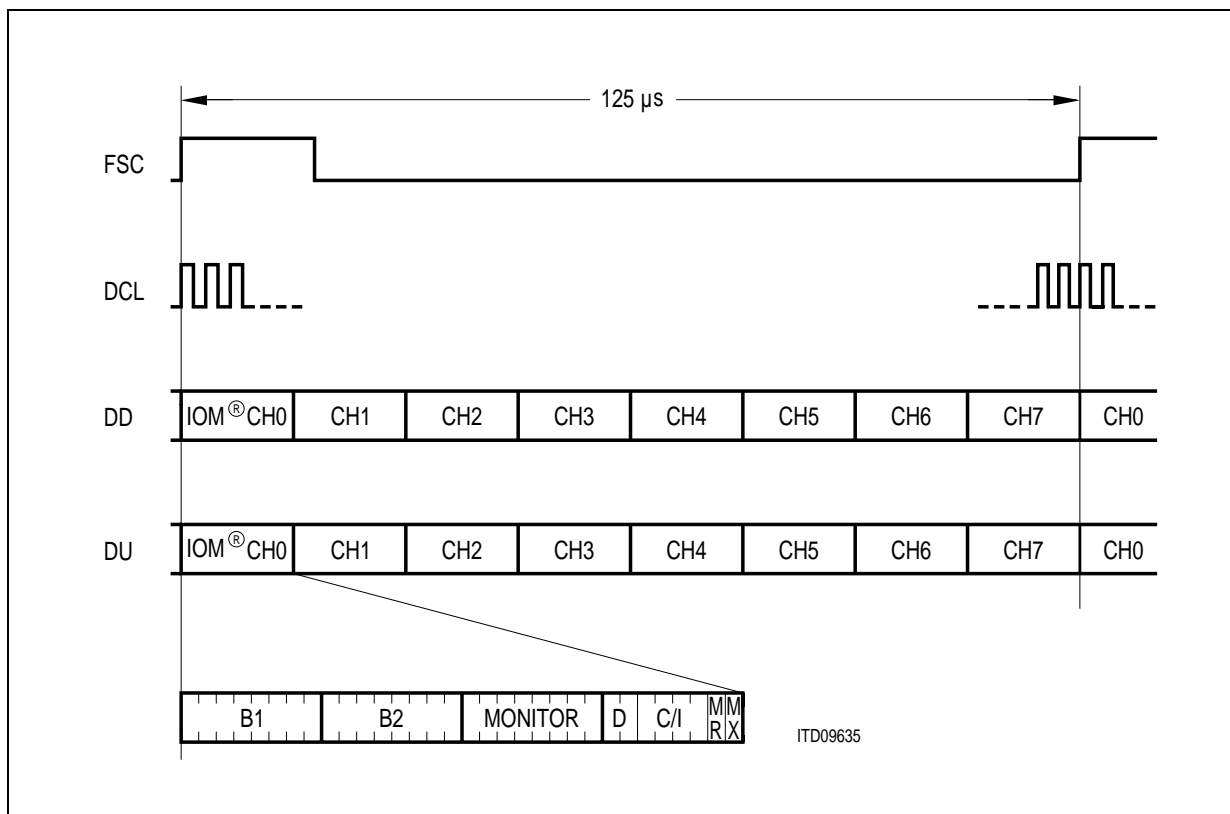 125 µs
FSC
DCL
DD IOM®CH0 CH1 CH2 CH3 CH4 CH5 CH6 CH7 CH0
DU IOM®CH0 CH1 CH2 CH3 CH4 CH5 CH6 CH7 CH0
B1 B2 MONITOR D C/I MR MX
ITD09635